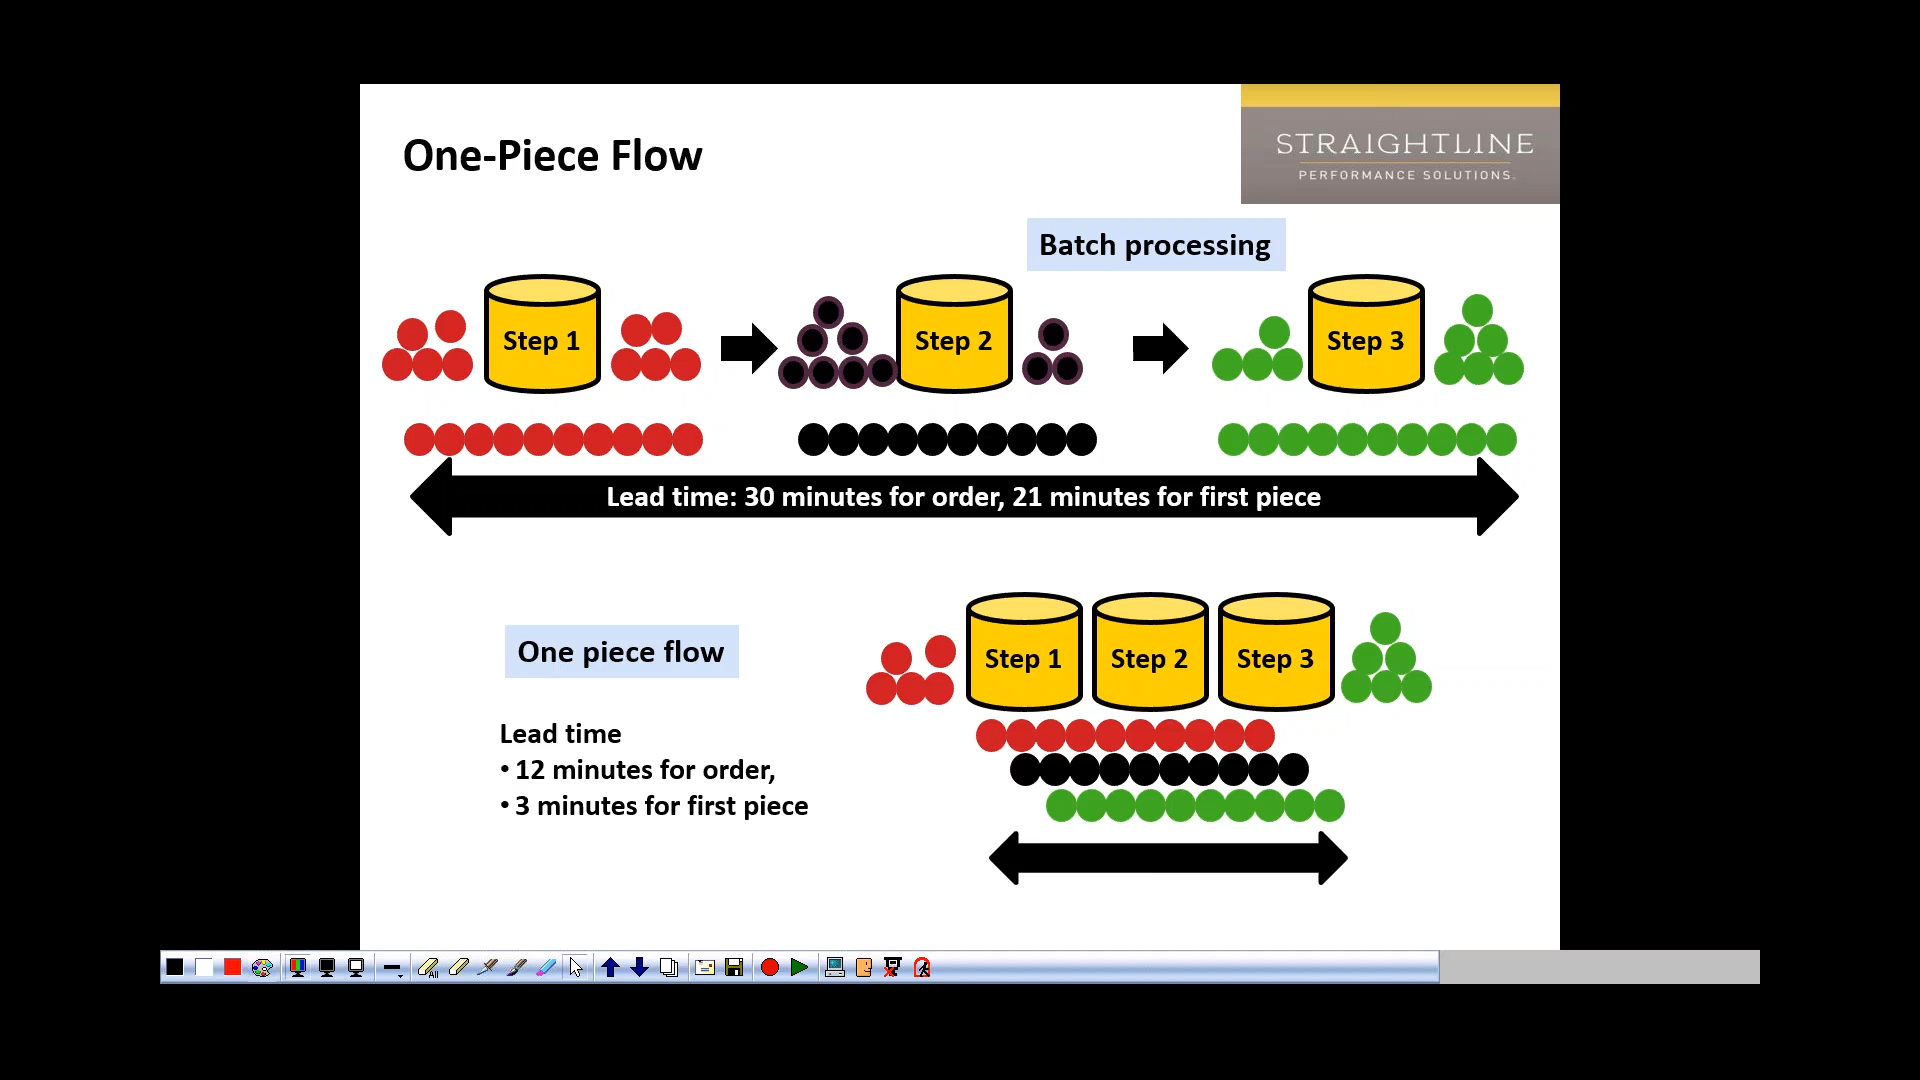 One-Piece Flow
STRAIGHTLINE
PERFORMANCE SOLUTIONS.
Batch processing
Step 1
Step 2
Step 3
Lead time: 30 minutes for order, 21 minutes for first piece
One piece flow
Step 1
Step 2
Step 3
Lead time
• 12 minutes for order,
• 3 minutes for first piece
All